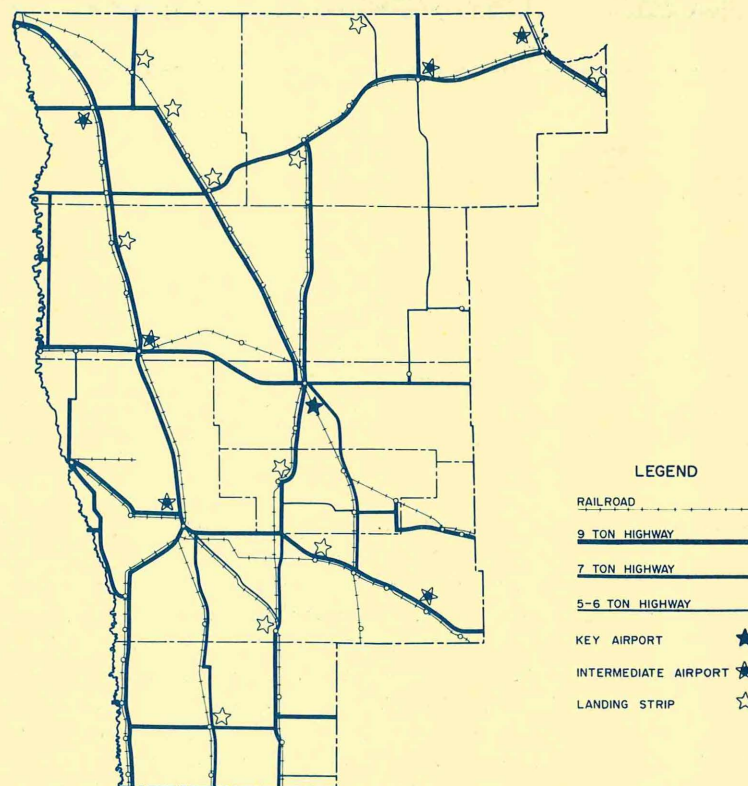 LEGEND
RAILROAD
9 TON HIGHWAY
7 TON HIGHWAY
5-6 TON HIGHWAY
KEY AIRPORT
INTERMEDIATE AIRPORT
LANDING STRIP